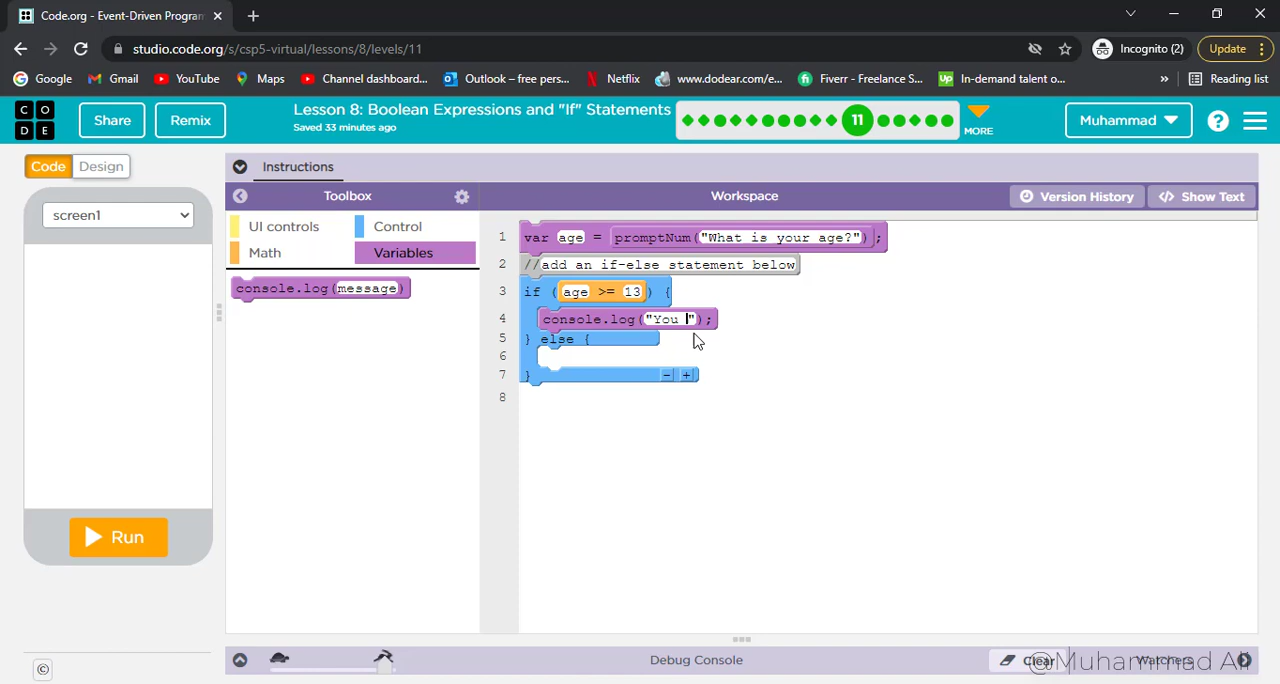 Code.org - Event-Driven Program
studio.code.org/s/csp5-virtual/lessons/8/levels/11
Incognito (2)
Update
Google
Gmail
YouTube
Maps
Channel dashboard...
Outlook – free pers...
Netflix
www.dodear.com/e...
Fiverr - Freelance S...
Up
In-demand talent o...
»
Reading list
CODE
Share
Remix
Lesson 8: Boolean Expressions and "If" Statements
Saved 33 minutes ago
11
MORE
Muhammad
?
Code
Design
Instructions
Toolbox
Workspace
Version History
Show Text
screen1
UI controls
Control
Math
Variables
console.log(message)
1 var age = promptNum("What is your age?");
2 //add an if-else statement below
3 if (age >= 13) {
4 console.log("You ");
5 } else {
6
7 } - +
8
Run
Debug Console
Clear
Watchers
@Muhammad Ali
©